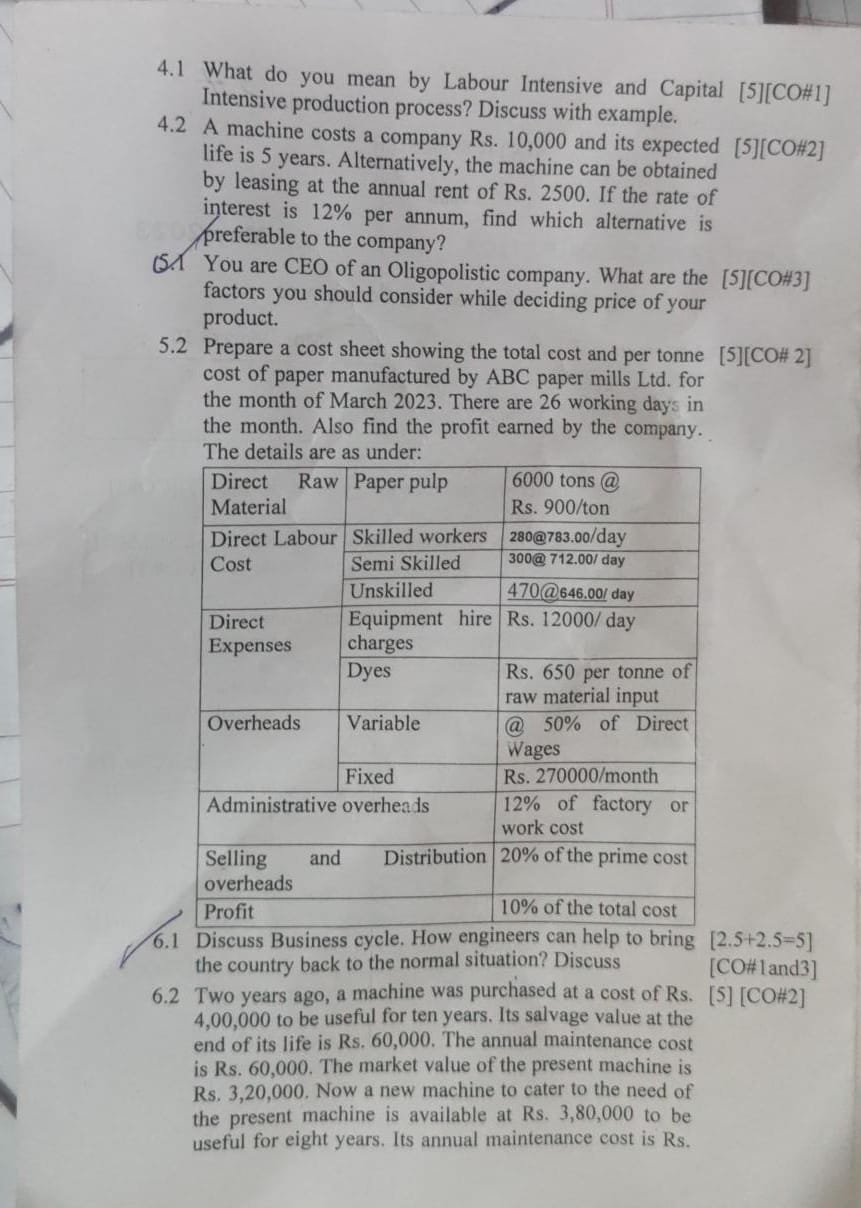 4.1 What do you mean by Labour Intensive and Capital [5][CO#1]
Intensive production process? Discuss with example.
4.2 A machine costs a company Rs. 10,000 and its expected [5][CO#2]
life is 5 years. Alternatively, the machine can be obtained
by leasing at the annual rent of Rs. 2500. If the rate of
interest is 12% per annum, find which alternative is
preferable to the company?
5.1 You are CEO of an Oligopolistic company. What are the [5][CO#3]
factors you should consider while deciding price of your
product.
5.2 Prepare a cost sheet showing the total cost and per tonne [5][CO# 2]
cost of paper manufactured by ABC paper mills Ltd. for
the month of March 2023. There are 26 working days in
the month. Also find the profit earned by the company.
The details are as under:
Direct Raw Paper pulp 6000 tons @
Material Rs. 900/ton
Direct Labour Skilled workers 280@783.00/day
Cost Semi Skilled 300@ 712.00/ day
Unskilled 470@646.00/ day
Direct Equipment hire Rs. 12000/ day
Expenses charges
Dyes Rs. 650 per tonne of
raw material input
Overheads Variable @ 50% of Direct
Wages
Fixed Rs. 270000/month
Administrative overheads 12% of factory or
work cost
Selling and Distribution 20% of the prime cost
overheads
Profit 10% of the total cost
6.1 Discuss Business cycle. How engineers can help to bring [2.5+2.5=5]
the country back to the normal situation? Discuss [CO#1and3]
6.2 Two years ago, a machine was purchased at a cost of Rs. [5] [CO#2]
4,00,000 to be useful for ten years. Its salvage value at the
end of its life is Rs. 60,000. The annual maintenance cost
is Rs. 60,000. The market value of the present machine is
Rs. 3,20,000. Now a new machine to cater to the need of
the present machine is available at Rs. 3,80,000 to be
useful for eight years. Its annual maintenance cost is Rs.